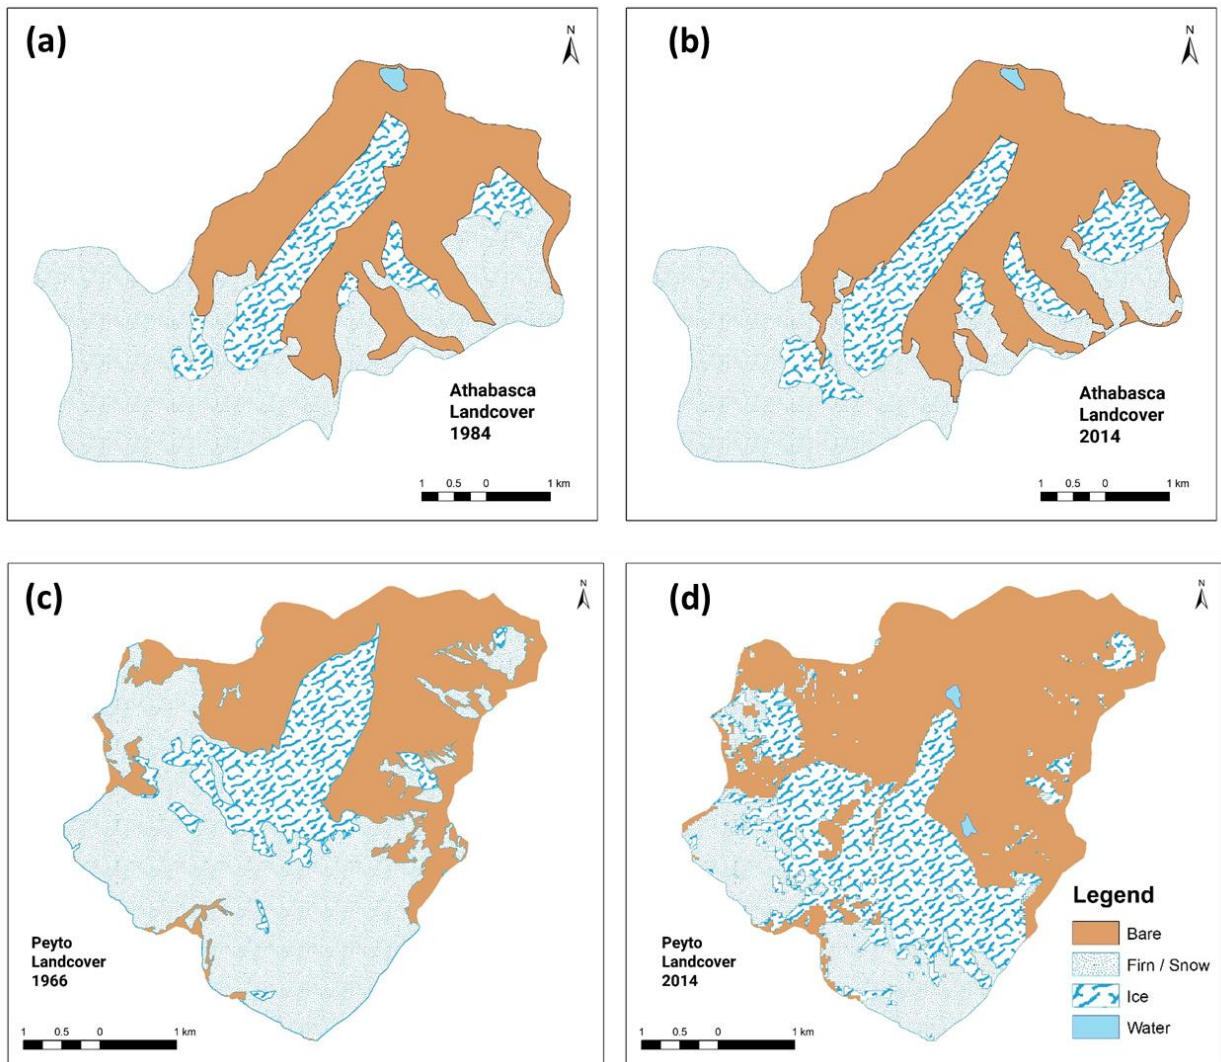 (a)
N
Athabasca
Landcover
1984
1 0.5 0 1 km
(b)
N
Athabasca
Landcover
2014
1 0.5 0 1 km
(c)
N
Peyto
Landcover
1966
1 0.5 0 1 km
(d)
N
Peyto
Landcover
2014
1 0.5 0 1 km
Legend
Bare
Firn / Snow
Ice
Water